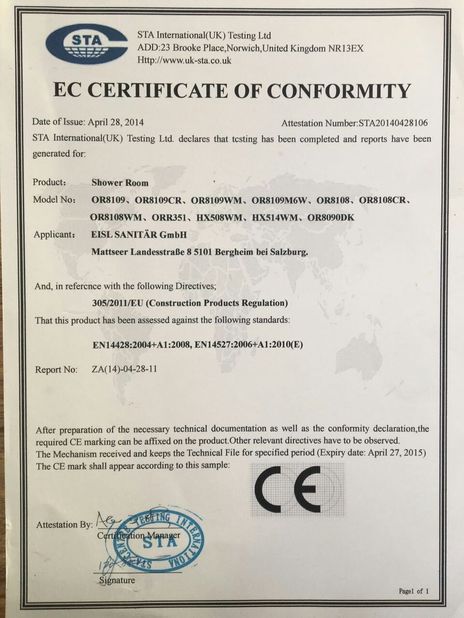 STA
STA International(UK) Testing Ltd
ADD:23 Brooke Place,Norwich,United Kingdom NR13EX
Http://www.uk-sta.co.uk
EC CERTIFICATE OF CONFORMITY
Date of Issue: April 28, 2014 Attestation Number:STA20140428106
STA International(UK) Testing Ltd. declares that testing has been completed and reports have been
generated for:
Product: Shower Room
Model No: OR8109、OR8109CR、OR8109WM、OR8109M6W、OR8108、OR8108CR、
OR8108WM、ORR351、HX508WM、HX514WM、OR8090DK
Applicant: EISL SANITÄR GmbH
Mattseer Landesstraße 8 5101 Bergheim bei Salzburg.
And, in reference with the following Directives;
305/2011/EU (Construction Products Regulation)
That this product has been assessed against the following standards:
EN14428:2004+A1:2008, EN14527:2006+A1:2010(E)
Report No: ZA(14)-04-28-11
After preparation of the necessary technical documentation as well as the conformity declaration,the
required CE marking can be affixed on the product.Other relevant directives have to be observed.
The Mechanism received and keeps the Technical File for specified period (Expiry date: April 27, 2015)
The CE mark shall appear according to this sample:
CE
Attestation By:
Certification Manager
STA
Signature
Page1 of 1